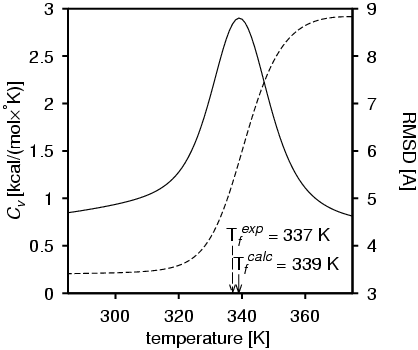 3
2.5
2
1.5
1
0.5
0
C_v [kcal/(mol×°K)]
9
8
7
6
5
4
3
RMSD [A]
T_f^exp = 337 K
T_f^calc = 339 K
300 320 340 360
temperature [K]